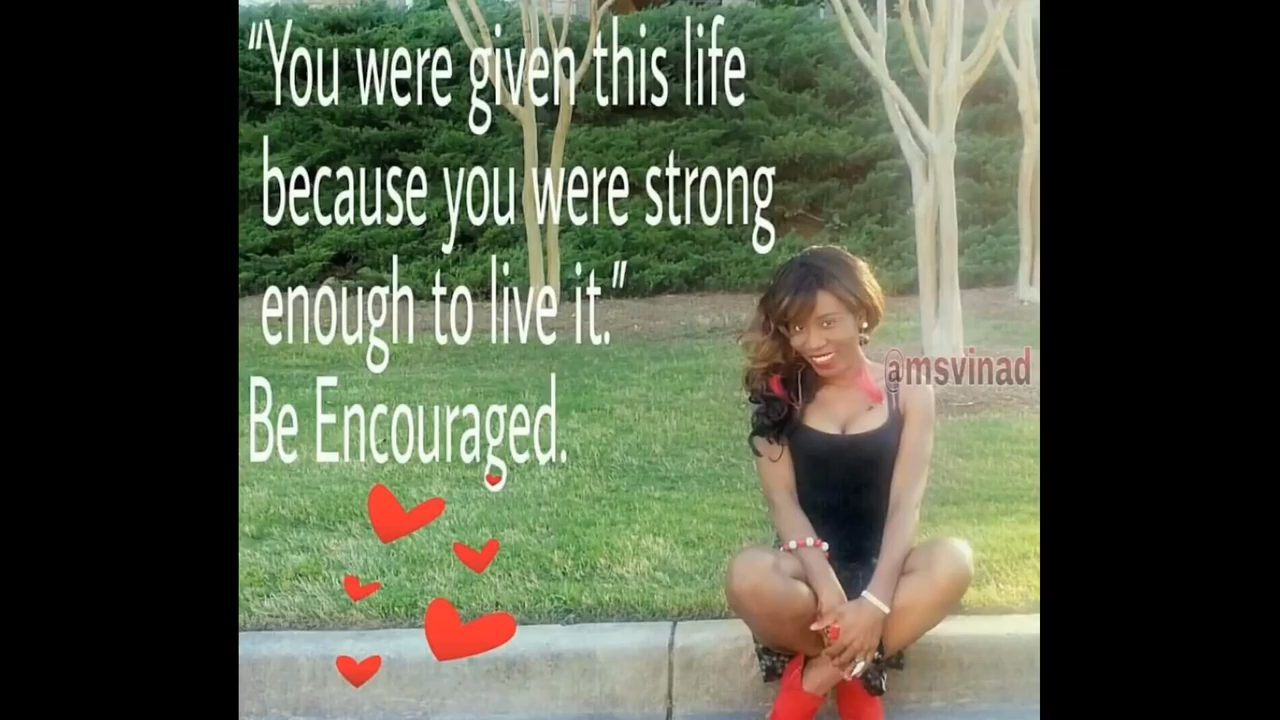 “You were given this life
because you were strong
enough to live it.”
Be Encouraged.
@msvinad